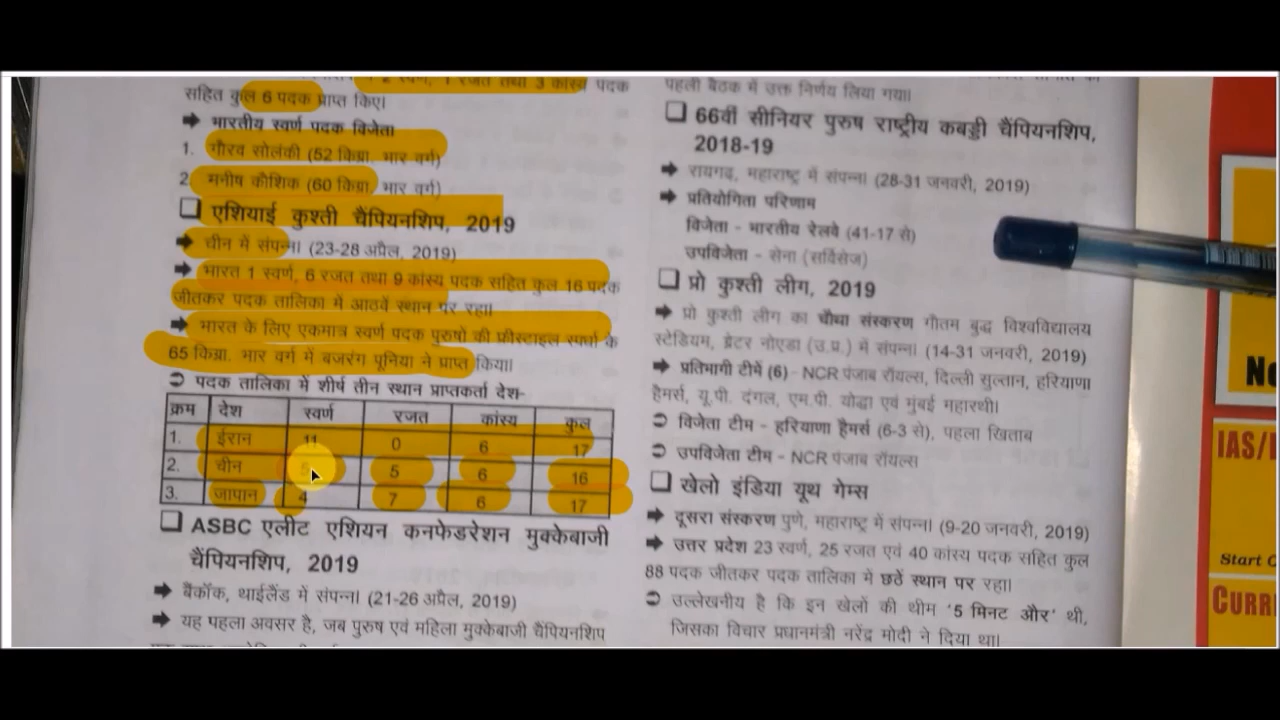 2 स्वर्ण, 1 रजत तथा 3 कांस्य पदक
सहित कुल 6 पदक प्राप्त किए।
➡ भारतीय स्वर्ण पदक विजेता
1. गौरव सोलंकी (52 किग्रा. भार वर्ग)
2. मनीष कौशिक (60 किग्रा. भार वर्ग)
❑ एशियाई कुश्ती चैंपियनशिप, 2019
➡ चीन में संपन्न। (23-28 अप्रैल, 2019)
➡ भारत 1 स्वर्ण, 6 रजत तथा 9 कांस्य पदक सहित कुल 16 पदक
जीतकर पदक तालिका में आठवें स्थान पर रहा।
➡ भारत के लिए एकमात्र स्वर्ण पदक पुरुषों की फ्रीस्टाइल स्पर्धा के
65 किग्रा. भार वर्ग में बजरंग पूनिया ने प्राप्त किया।
➲ पदक तालिका में शीर्ष तीन स्थान प्राप्तकर्ता देश-
क्रम देश स्वर्ण रजत कांस्य कुल
1. ईरान 11 0 6 17
2. चीन 5 5 6 16
3. जापान 4 7 6 17
❑ ASBC एलीट एशियन कनफेडरेशन मुक्केबाजी
चैंपियनशिप, 2019
➡ बैंकॉक, थाईलैंड में संपन्न। (21-26 अप्रैल, 2019)
➡ यह पहला अवसर है, जब पुरुष एवं महिला मुक्केबाजी चैंपियनशिप
पहली बैठक में उक्त निर्णय लिया गया।
❑ 66वीं सीनियर पुरुष राष्ट्रीय कबड्डी चैंपियनशिप,
2018-19
➡ रायगढ़, महाराष्ट्र में संपन्न। (28-31 जनवरी, 2019)
➡ प्रतियोगिता परिणाम
विजेता - भारतीय रेलवे (41-17 से)
उपविजेता - सेना (सर्विसेज)
❑ प्रो कुश्ती लीग, 2019
➡ प्रो कुश्ती लीग का चौथा संस्करण गौतम बुद्ध विश्वविद्यालय
स्टेडियम, ग्रेटर नोएडा (उ.प्र.) में संपन्न। (14-31 जनवरी, 2019)
➡ प्रतिभागी टीमें (6) - NCR पंजाब रॉयल्स, दिल्ली सुल्तान, हरियाणा
हैमर्स, यू.पी. दंगल, एम.पी. योद्धा एवं मुंबई महारथी।
➲ विजेता टीम - हरियाणा हैमर्स (6-3 से), पहला खिताब
➲ उपविजेता टीम - NCR पंजाब रॉयल्स
❑ खेलो इंडिया यूथ गेम्स
➡ दूसरा संस्करण पुणे, महाराष्ट्र में संपन्न। (9-20 जनवरी, 2019)
➡ उत्तर प्रदेश 23 स्वर्ण, 25 रजत एवं 40 कांस्य पदक सहित कुल
88 पदक जीतकर पदक तालिका में छठें स्थान पर रहा।
➲ उल्लेखनीय है कि इन खेलों की थीम '5 मिनट और' थी,
जिसका विचार प्रधानमंत्री नरेंद्र मोदी ने दिया था।
IAS/
Start